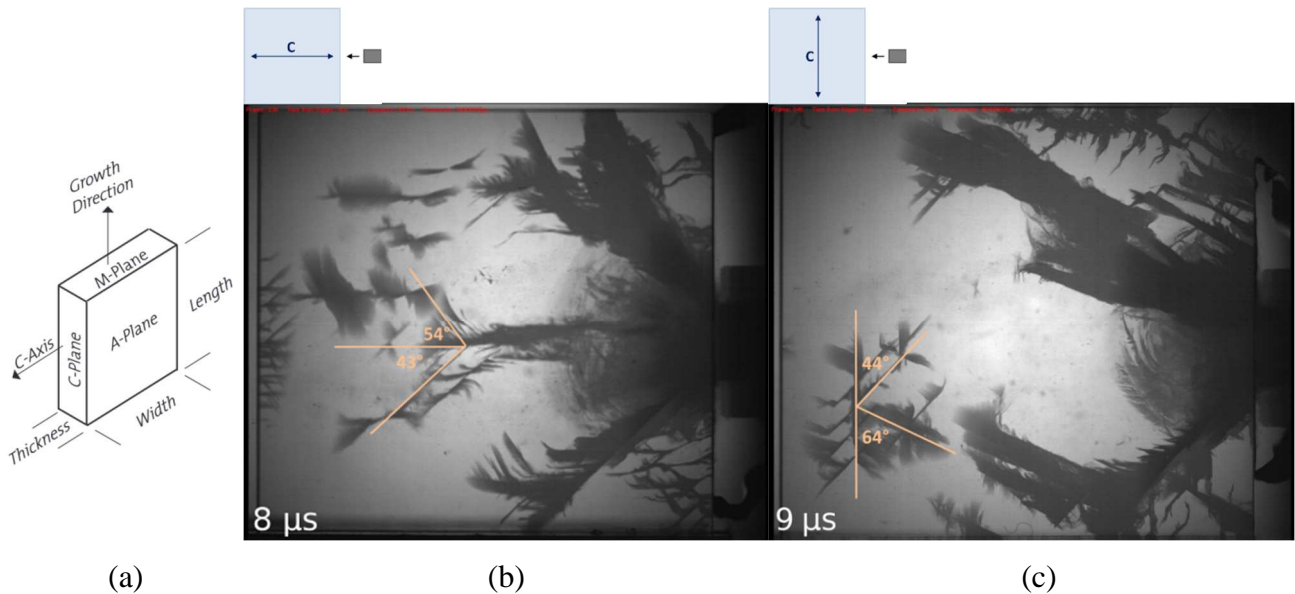 C
C
Growth
Direction
M-Plane
C-Axis
C-Plane
A-Plane
Length
Thickness
Width
54°
43°
44°
64°
8 µs
9 µs
(a)
(b)
(c)